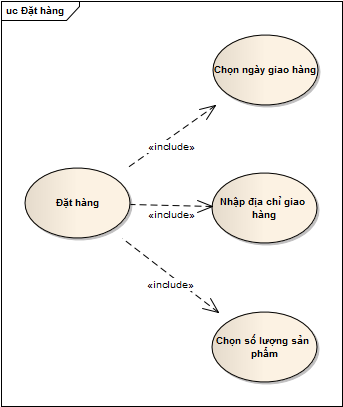 uc Đặt hàng
Chọn ngày giao hàng
«include»
Đặt hàng
«include»
Nhập địa chỉ giao
hàng
«include»
Chọn số lượng sản
phẩm